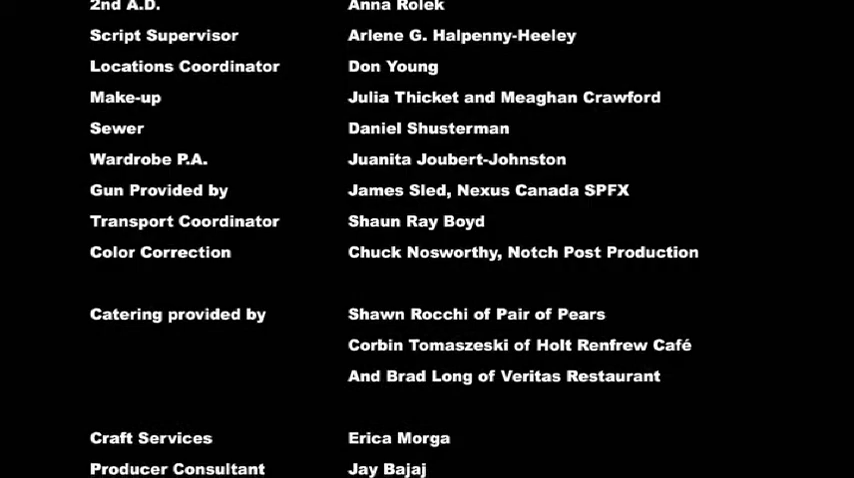 2nd A.D. Anna Rolek
Script Supervisor Arlene G. Halpenny-Heeley
Locations Coordinator Don Young
Make-up Julia Thicket and Meaghan Crawford
Sewer Daniel Shusterman
Wardrobe P.A. Juanita Joubert-Johnston
Gun Provided by James Sled, Nexus Canada SPFX
Transport Coordinator Shaun Ray Boyd
Color Correction Chuck Nosworthy, Notch Post Production
Catering provided by Shawn Rocchi of Pair of Pears
Corbin Tomaszeski of Holt Renfrew Café
And Brad Long of Veritas Restaurant
Craft Services Erica Morga
Producer Consultant Jay Bajaj